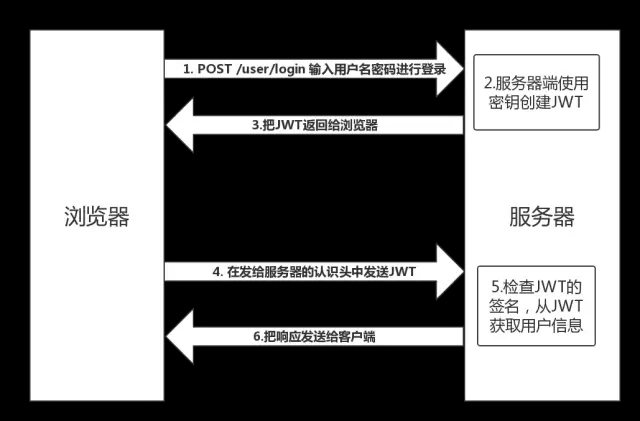 1. POST /user/login 输入用户名密码进行登录
2.服务器端使用
密钥创建JWT
3.把JWT返回给浏览器
浏览器
服务器
4. 在发给服务器的认识头中发送JWT
5.检查JWT的
签名，从JWT
获取用户信息
6.把响应发送给客户端